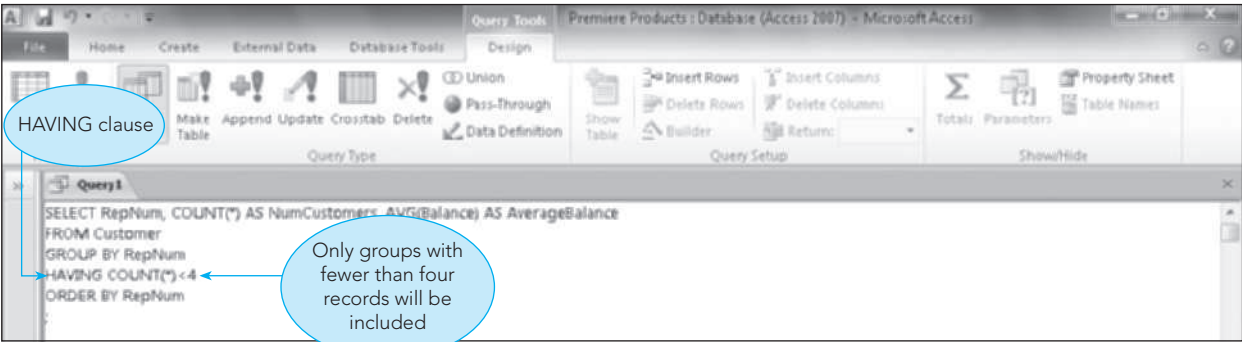 Query Tools Premiere Products : Database (Access 2007) - Microsoft Access
File Home Create External Data Database Tools Design
HAVING clause
Make Table
Append
Update
Crosstab
Delete
Union
Pass-Through
Data Definition
Query Type
Show Table
Insert Rows
Delete Rows
Builder
Insert Columns
Delete Columns
Return:
Query Setup
Totals
Parameters
Property Sheet
Table Names
Show/Hide
Query1
SELECT RepNum, COUNT(*) AS NumCustomers, AVG(Balance) AS AverageBalance
FROM Customer
GROUP BY RepNum
HAVING COUNT(*)<4
ORDER BY RepNum
;
Only groups with
fewer than four
records will be
included